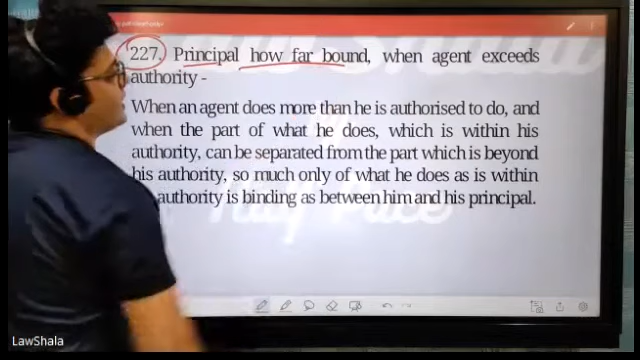 227. Principal how far bound, when agent exceeds
authority -
When an agent does more than he is authorised to do, and
when the part of what he does, which is within his
authority, can be separated from the part which is beyond
his authority, so much only of what he does as is within
authority is binding as between him and his principal.
LawShala